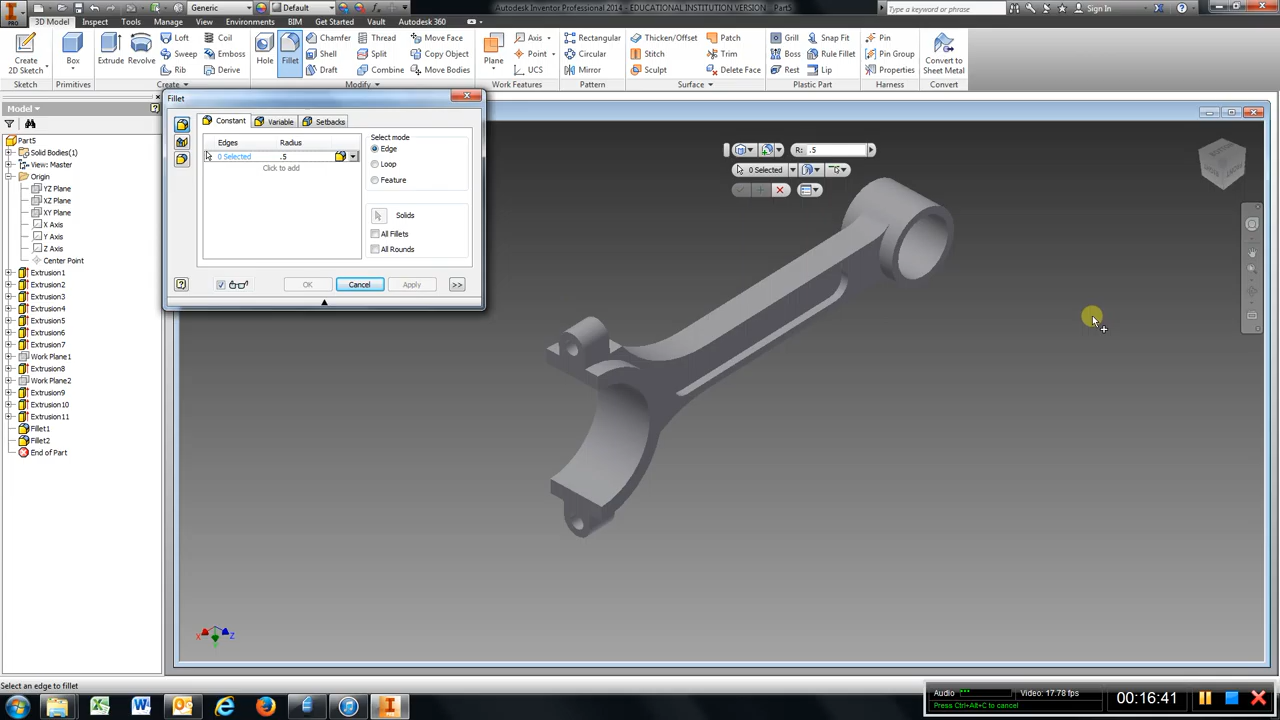 Generic
Default
Autodesk Inventor Professional 2014 - EDUCATIONAL INSTITUTION VERSION Part5
Type a keyword or phrase
Sign In
PRO
3D Model
Inspect
Tools
Manage
View
Environments
BIM
Get Started
Vault
Autodesk 360
Create
2D Sketch
Box
Extrude
Revolve
Loft
Sweep
Rib
Coil
Emboss
Derive
Hole
Fillet
Chamfer
Shell
Draft
Thread
Split
Combine
Move Face
Copy Object
Move Bodies
Plane
Axis
Point
UCS
Rectangular
Circular
Mirror
Thicken/Offset
Stitch
Sculpt
Patch
Trim
Delete Face
Grill
Boss
Rest
Snap Fit
Rule Fillet
Lip
Pin
Pin Group
Properties
Convert to
Sheet Metal
Sketch
Primitives
Create
Modify
Work Features
Pattern
Surface
Plastic Part
Harness
Convert
Model
Part5
Solid Bodies(1)
View: Master
Origin
YZ Plane
XZ Plane
XY Plane
X Axis
Y Axis
Z Axis
Center Point
Extrusion1
Extrusion2
Extrusion3
Extrusion4
Extrusion5
Extrusion6
Extrusion7
Work Plane1
Extrusion8
Work Plane2
Extrusion9
Extrusion10
Extrusion11
Fillet1
Fillet2
End of Part
Fillet
Constant
Variable
Setbacks
Edges
Radius
0 Selected
.5
Click to add
Select mode
Edge
Loop
Feature
Solids
All Fillets
All Rounds
OK
Cancel
Apply
>>
R: .5
0 Selected
X
Z
Select an edge to fillet
Audio
Video: 17.78 fps
Press Ctrl+Alt+C to cancel
00:16:41